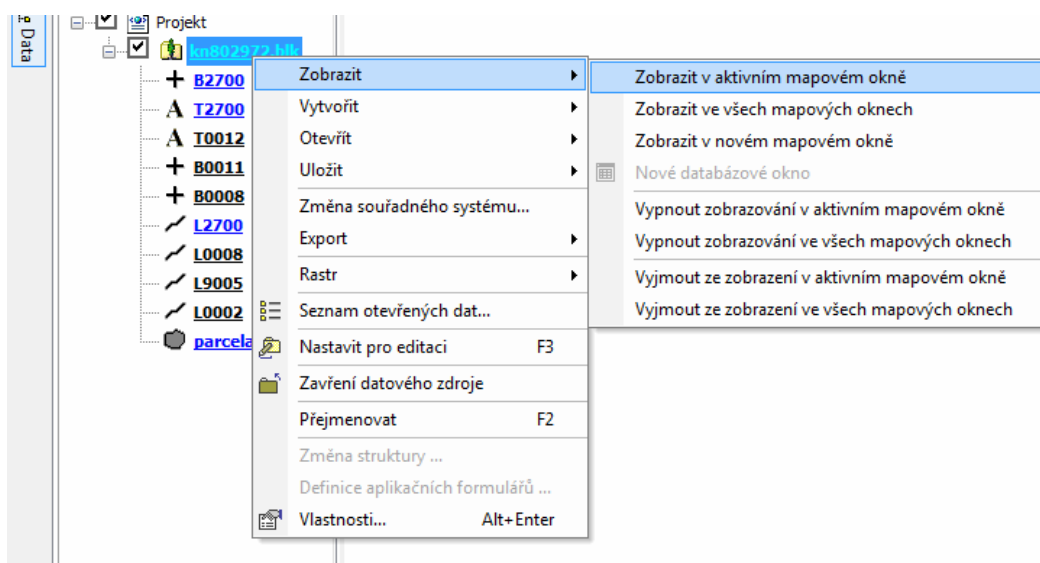 Data
Projekt
kn802972.blk
B2700
T2700
T0012
B0011
B0008
L2700
L0008
L9005
L0002
parcela
Zobrazit
Vytvořit
Otevřít
Uložit
Změna souřadného systému...
Export
Rastr
Seznam otevřených dat...
Nastavit pro editaci F3
Zavření datového zdroje
Přejmenovat F2
Změna struktury ...
Definice aplikačních formulářů ...
Vlastnosti... Alt+Enter
Zobrazit v aktivním mapovém okně
Zobrazit ve všech mapových oknech
Zobrazit v novém mapovém okně
Nové databázové okno
Vypnout zobrazování v aktivním mapovém okně
Vypnout zobrazování ve všech mapových oknech
Vyjmout ze zobrazení v aktivním mapovém okně
Vyjmout ze zobrazení ve všech mapových oknech